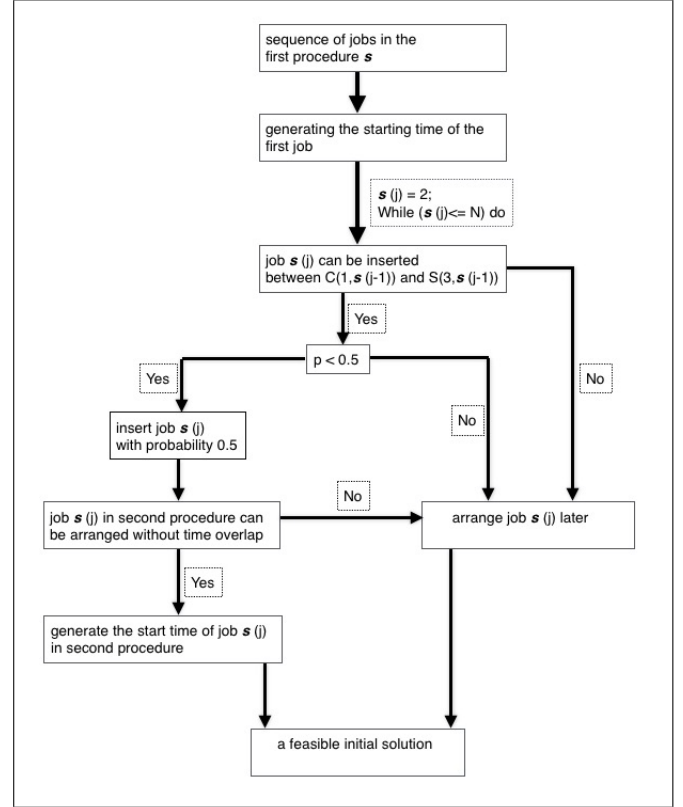 sequence of jobs in the
first procedure s
generating the starting time of the
first job
s (j) = 2;
While (s (j)<= N) do
job s (j) can be inserted
between C(1,s (j-1)) and S(3,s (j-1))
Yes
p < 0.5
Yes
No
No
insert job s (j)
with probability 0.5
No
job s (j) in second procedure can
be arranged without time overlap
arrange job s (j) later
Yes
generate the start time of job s (j)
in second procedure
a feasible initial solution